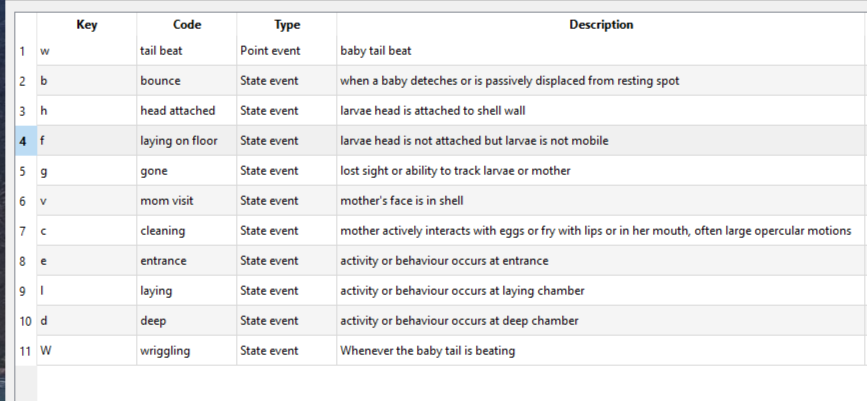 Key Code Type Description
1 w tail beat Point event baby tail beat
2 b bounce State event when a baby deteches or is passively displaced from resting spot
3 h head attached State event larvae head is attached to shell wall
4 f laying on floor State event larvae head is not attached but larvae is not mobile
5 g gone State event lost sight or ability to track larvae or mother
6 v mom visit State event mother's face is in shell
7 c cleaning State event mother actively interacts with eggs or fry with lips or in her mouth, often large opercular motions
8 e entrance State event activity or behaviour occurs at entrance
9 l laying State event activity or behaviour occurs at laying chamber
10 d deep State event activity or behaviour occurs at deep chamber
11 W wriggling State event Whenever the baby tail is beating